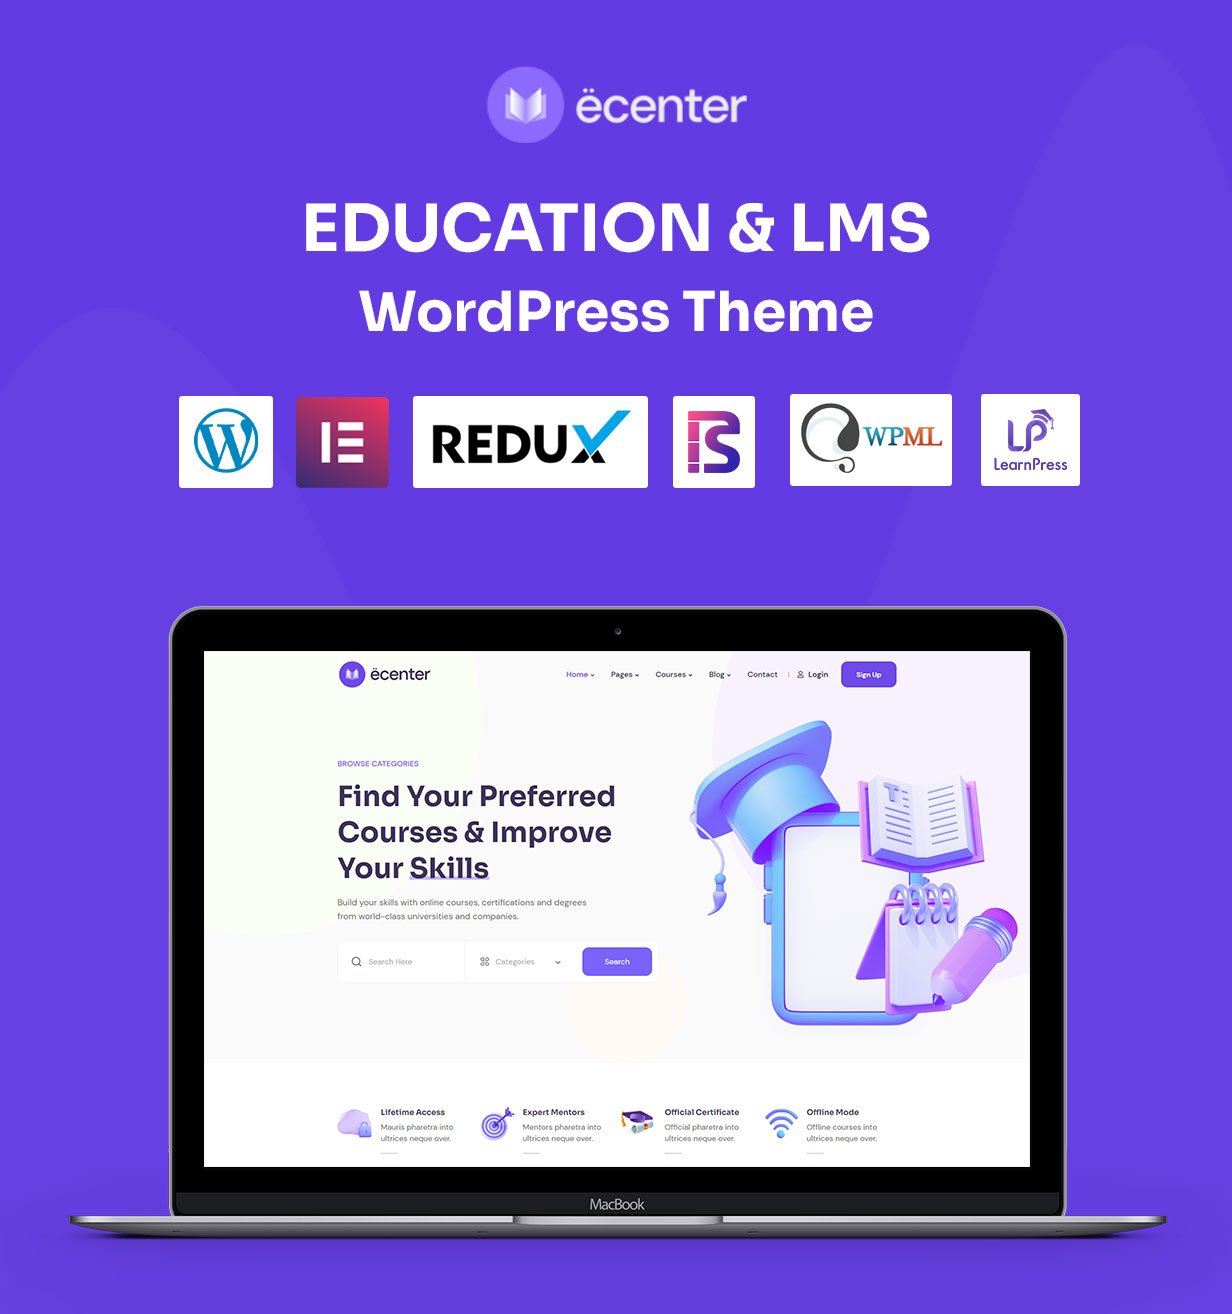 ëcenter
EDUCATION & LMS
WordPress Theme
REDUX
WPML
LP
LearnPress
ëcenter
Home Pages Courses Blog Contact Login Sign Up
BROWSE CATEGORIES
Find Your Preferred
Courses & Improve
Your Skills
Build your skills with online courses, certifications and degrees
from world-class universities and companies.
Search Here Categories Search
Lifetime Access
Mauris pharetra into
ultrices neque over.
Expert Mentors
Mentors pharetra into
ultrices neque over.
Official Certificate
Official pharetra into
ultrices neque over.
Offline Mode
Offline courses into
ultrices neque over.
MacBook